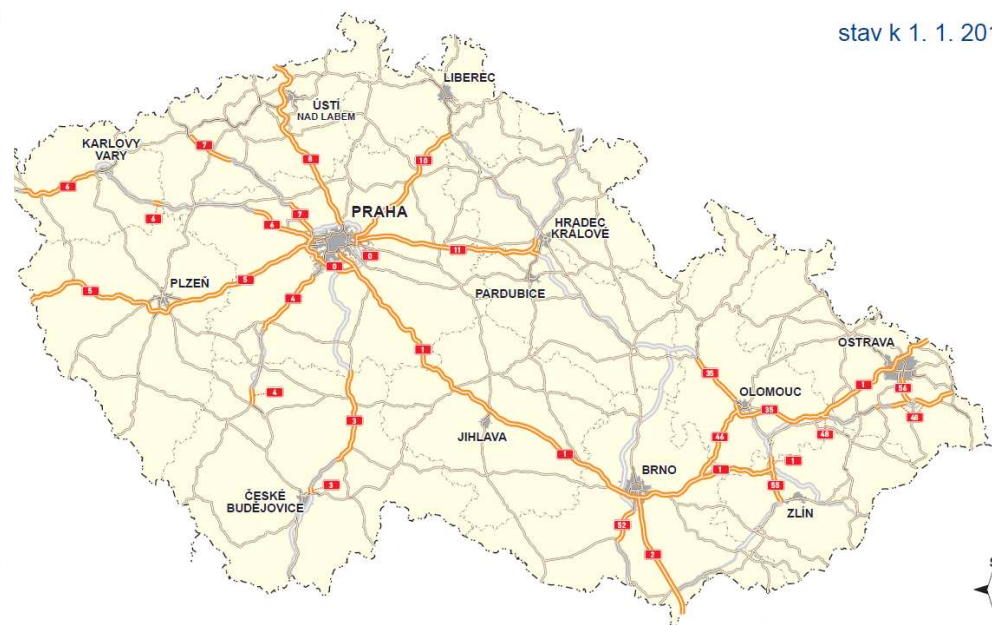 stav k 1. 1. 201
LIBEREC
ÚSTÍ
NAD LABEM
KARLOVY
VARY
7
8
10
6
6
7
6
PRAHA
HRADEC
KRÁLOVÉ
11
0
0
5
PLZEŇ
5
4
PARDUBICE
1
OSTRAVA
35
1
56
4
OLOMOUC
35
48
48
3
JIHLAVA
46
1
1
1
BRNO
55
3
ČESKÉ
BUDĚJOVICE
ZLÍN
52
2
S